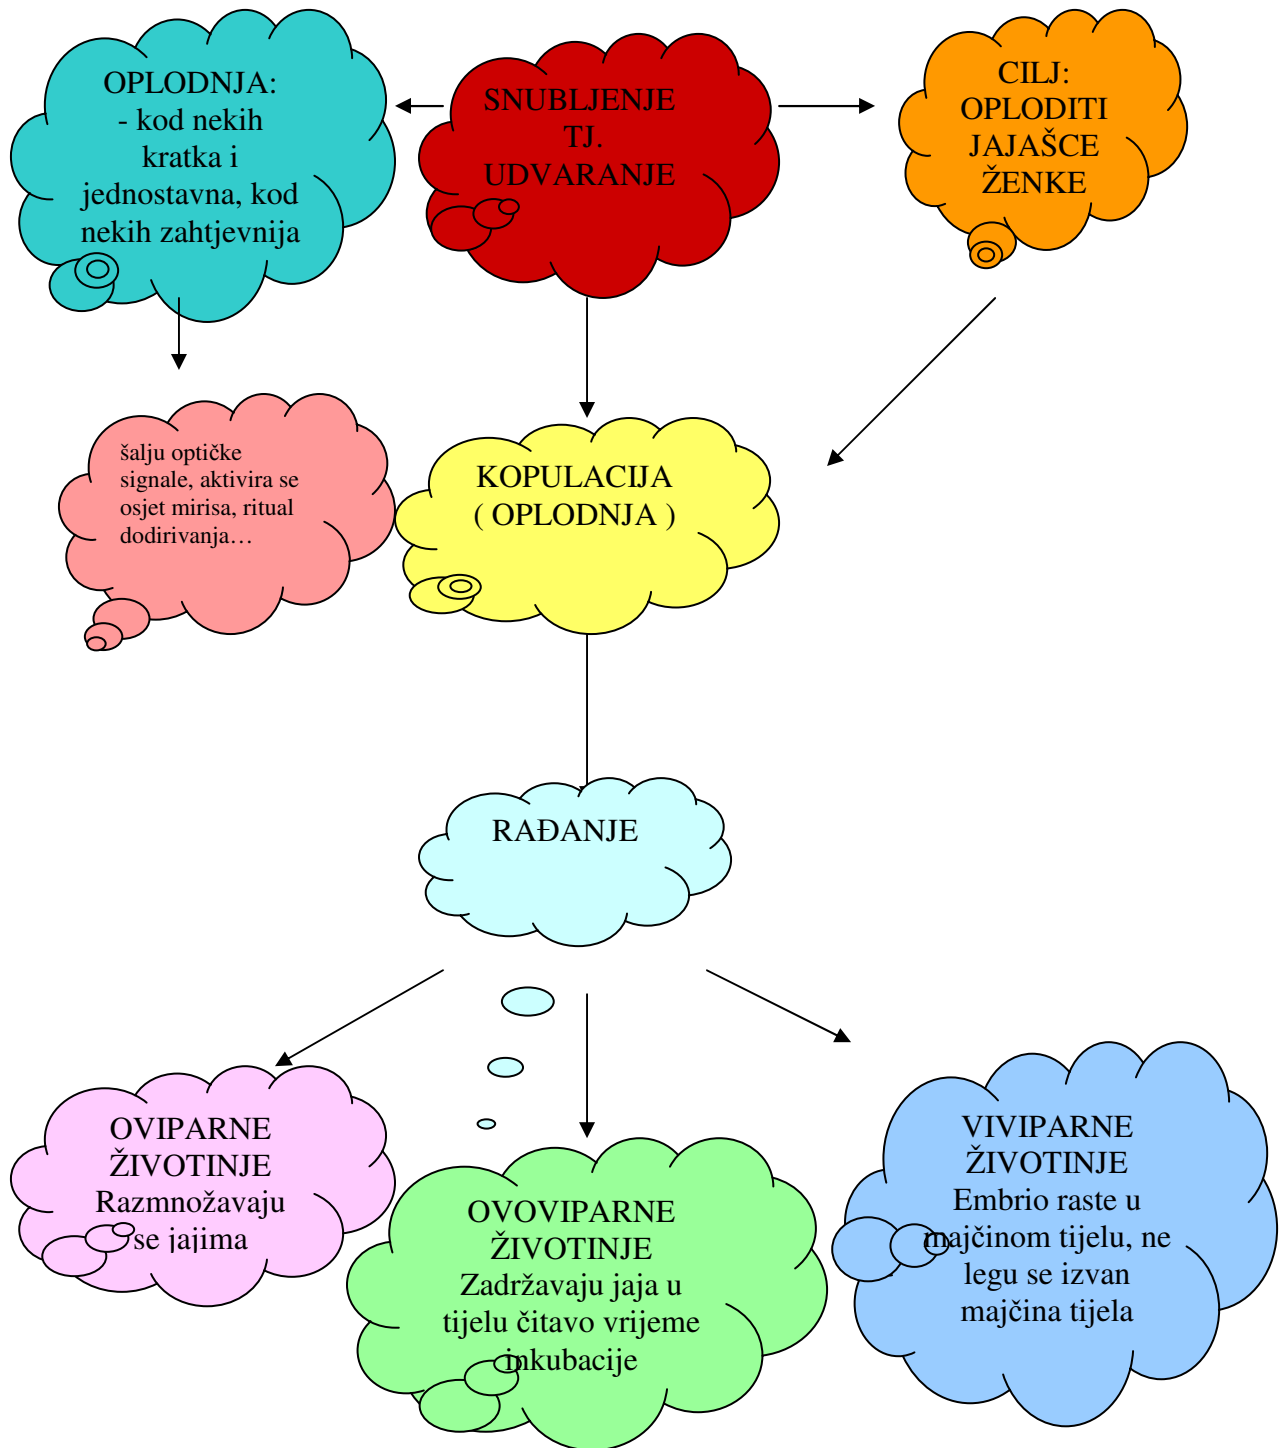 OPLODNJA:
- kod nekih
kratka i
jednostavna, kod
nekih zahtjevnija
SNUBLJENJE
TJ.
UDVARANJE
CILJ:
OPLODITI
JAJAŠCE
ŽENKE
šalju optičke
signale, aktivira se
osjet mirisa, ritual
dodirivanja…
KOPULACIJA
( OPLODNJA )
RAĐANJE
OVIPARNE
ŽIVOTINJE
Razmnožavaju
se jajima
OVOVIPARNE
ŽIVOTINJE
Zadržavaju jaja u
tijelu čitavo vrijeme
inkubacije
VIVIPARNE
ŽIVOTINJE
Embrio raste u
majčinom tijelu, ne
legu se izvan
majčina tijela